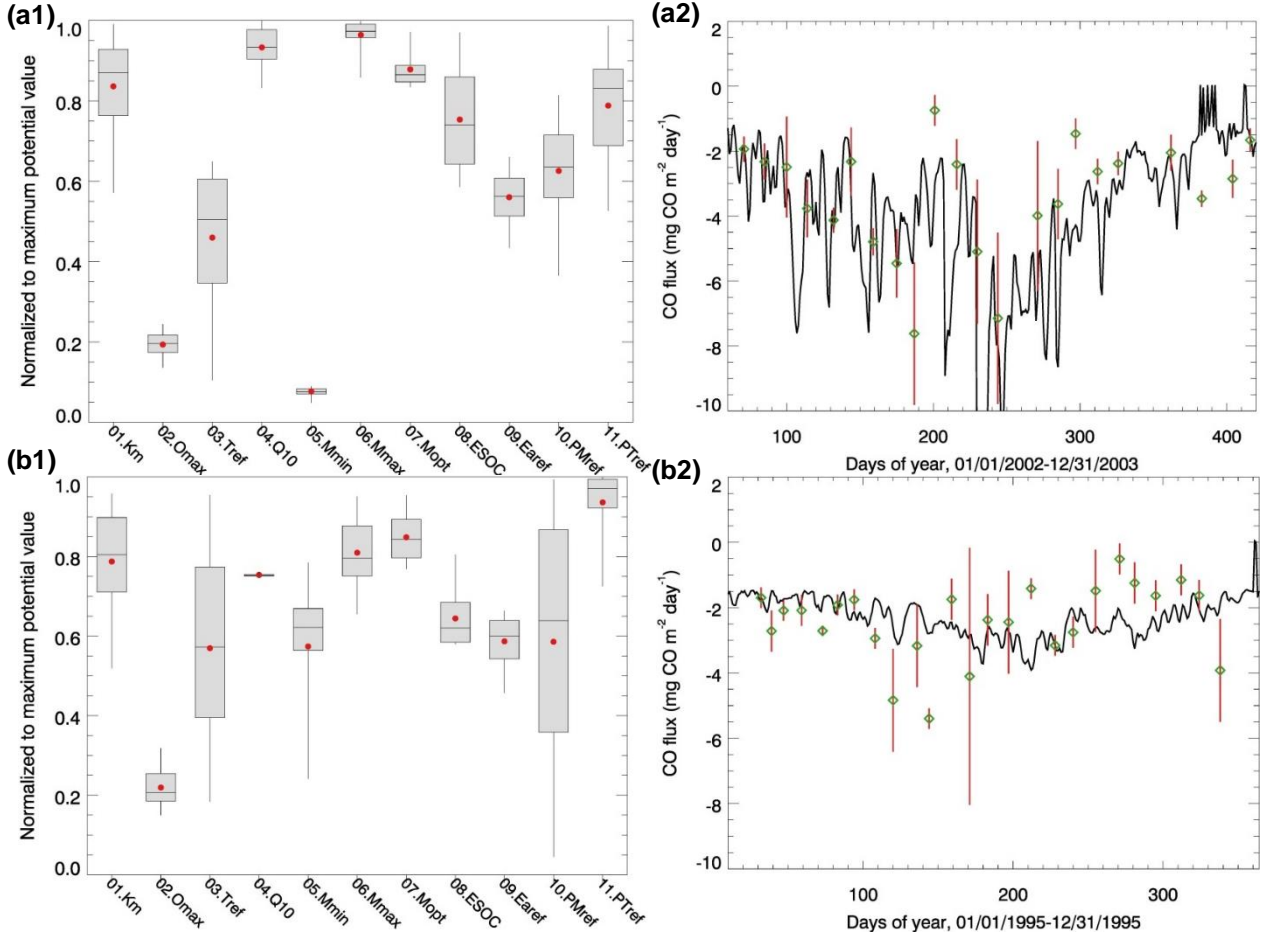 (a1)
Normalized to maximum potential value
1.0
0.8
0.6
0.4
0.2
0.0
01.Km
02.Omax
03.Tref
04.Q10
05.Mmin
06.Mmax
07.Mopt
08.ESOC
09.Earef
10.PMref
11.PTref
(a2)
CO flux (mg CO m-2 day-1)
2
0
-2
-4
-6
-8
-10
100 200 300 400
Days of year, 01/01/2002-12/31/2003
(b1)
Normalized to maximum potential value
1.0
0.8
0.6
0.4
0.2
0.0
01.Km
02.Omax
03.Tref
04.Q10
05.Mmin
06.Mmax
07.Mopt
08.ESOC
09.Earef
10.PMref
11.PTref
(b2)
CO flux (mg CO m-2 day-1)
2
0
-2
-4
-6
-8
-10
100 200 300
Days of year, 01/01/1995-12/31/1995